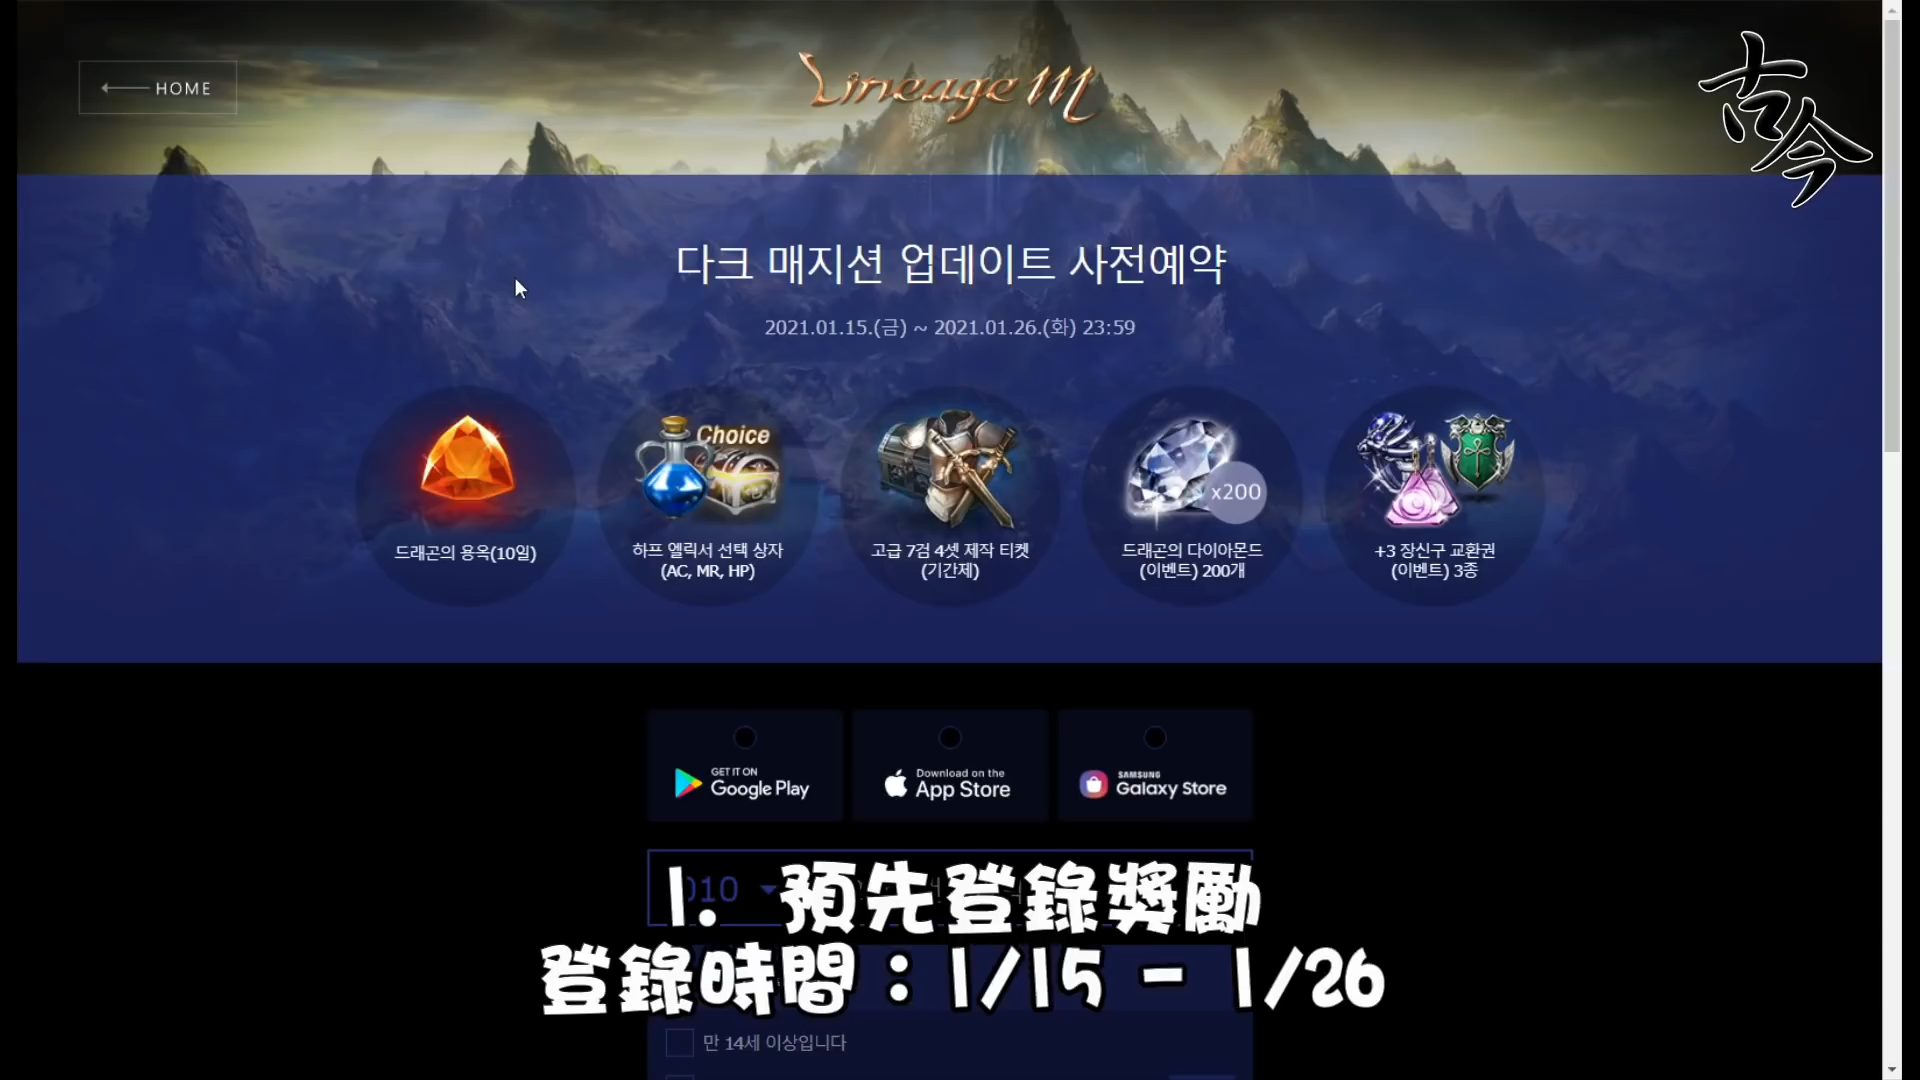 HOME
Lineage M
古今
다크 매지션 업데이트 사전예약
2021.01.15.(금) ~ 2021.01.26.(화) 23:59
Choice
x200
드래곤의 용옥(10일)
하프 엘릭서 선택 상자
(AC, MR, HP)
고급 7검 4셋 제작 티켓
(기간제)
드래곤의 다이아몬드
(이벤트) 200개
+3 장신구 교환권
(이벤트) 3종
GET IT ON
Google Play
Download on the
App Store
SAMSUNG
Galaxy Store
010
1. 預先登錄獎勵
登錄時間：1/15 - 1/26
만 14세 이상입니다